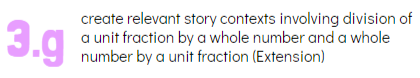 3.g
create relevant story contexts involving division of
a unit fraction by a whole number and a whole
number by a unit fraction (Extension)